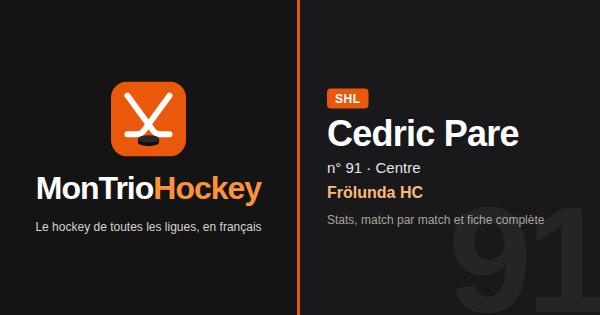 MonTrioHockey
Le hockey de toutes les ligues, en français
SHL
Cedric Pare
n° 91 · Centre
Frölunda HC
Stats, match par match et fiche complète
91